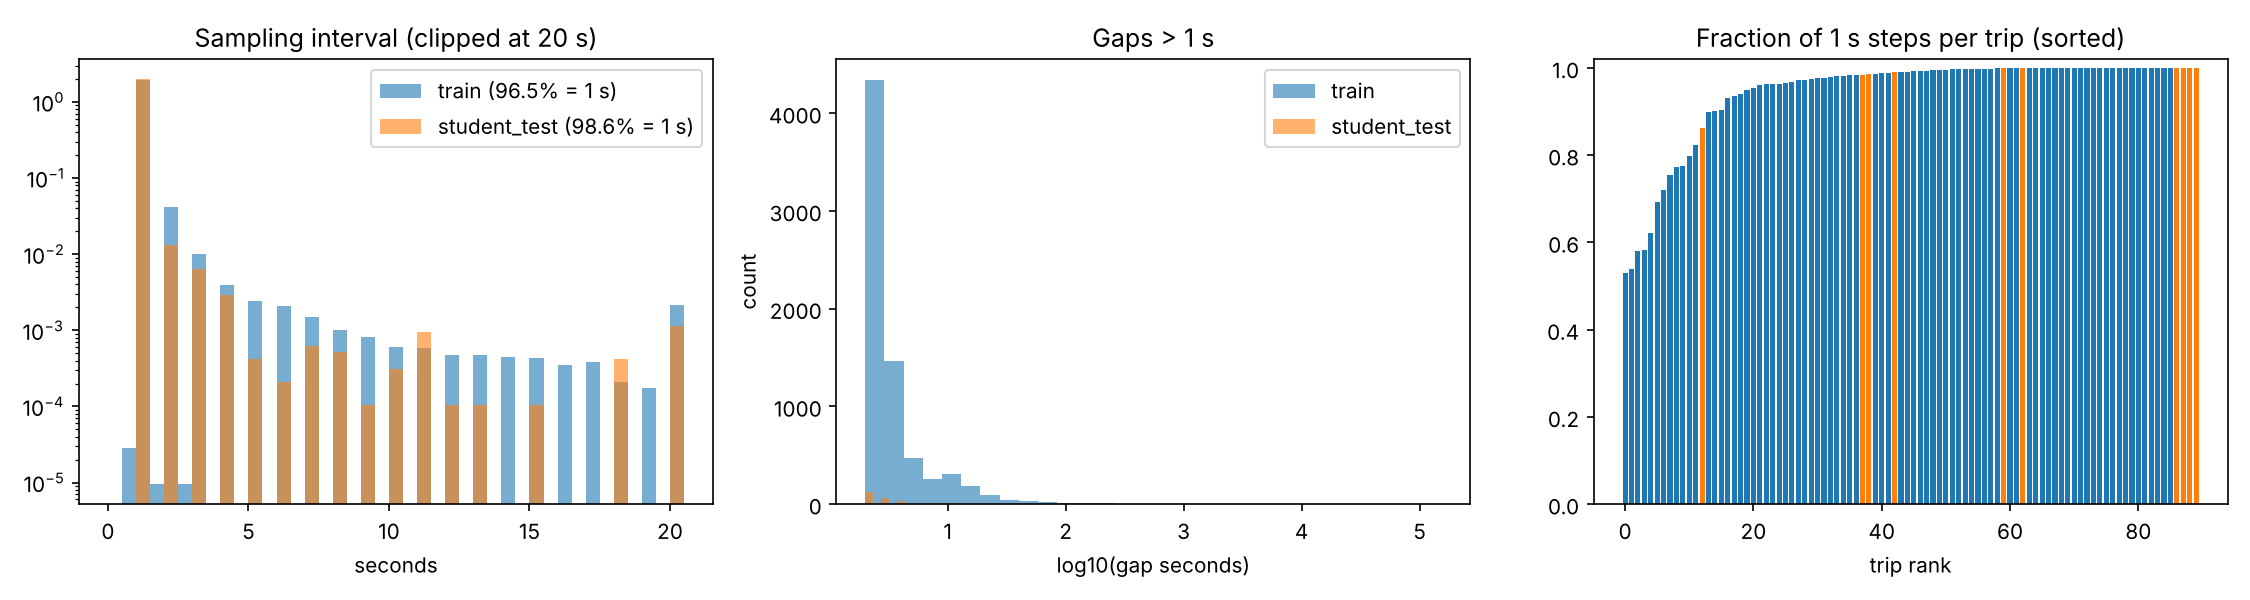 Sampling interval (clipped at 20 s)
10⁰
10⁻¹
10⁻²
10⁻³
10⁻⁴
10⁻⁵
train (96.5% = 1 s)
student_test (98.6% = 1 s)
0 5 10 15 20
seconds
Gaps > 1 s
count
4000
3000
2000
1000
0
train
student_test
1 2 3 4 5
log10(gap seconds)
Fraction of 1 s steps per trip (sorted)
1.0
0.8
0.6
0.4
0.2
0.0
0 20 40 60 80
trip rank